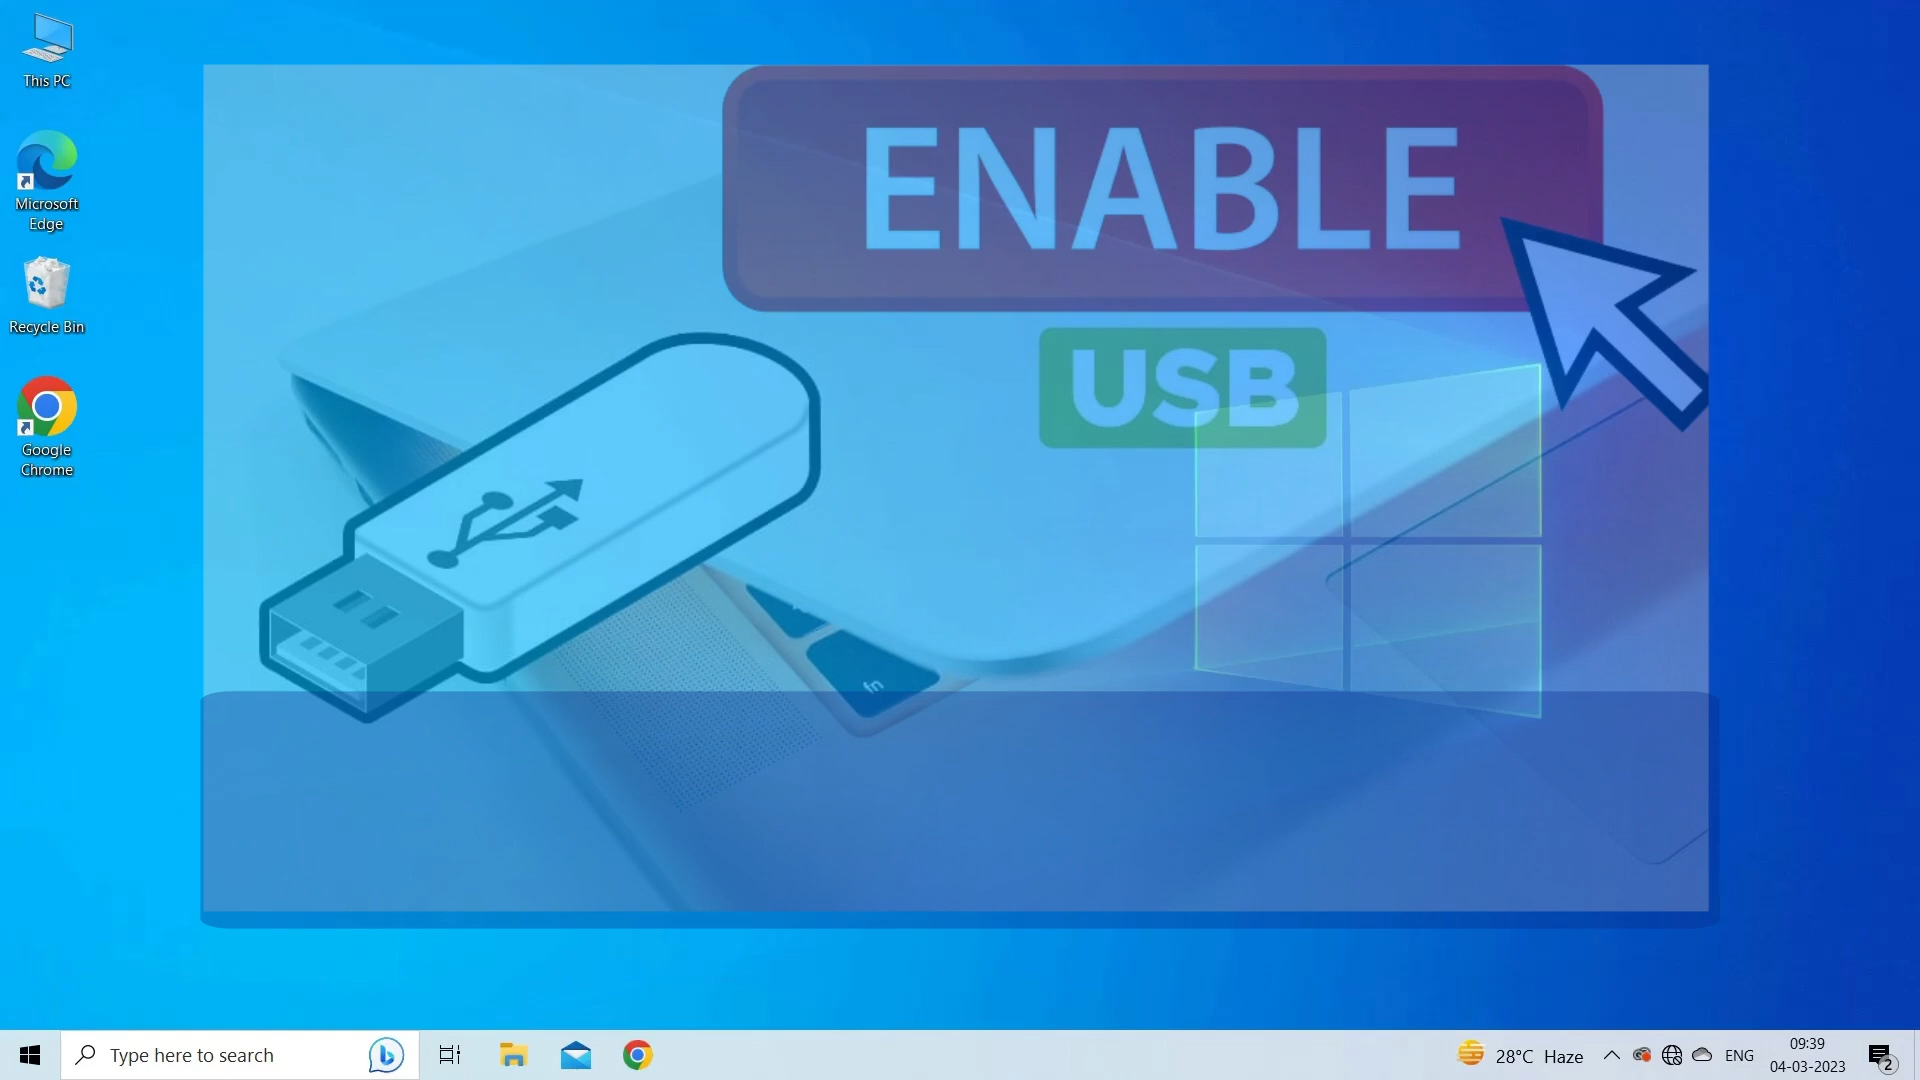 This PC
Microsoft
Edge
Recycle Bin
Google
Chrome
ENABLE
USB
fn
Type here to search
28°C Haze
ENG
09:39
04-03-2023
2